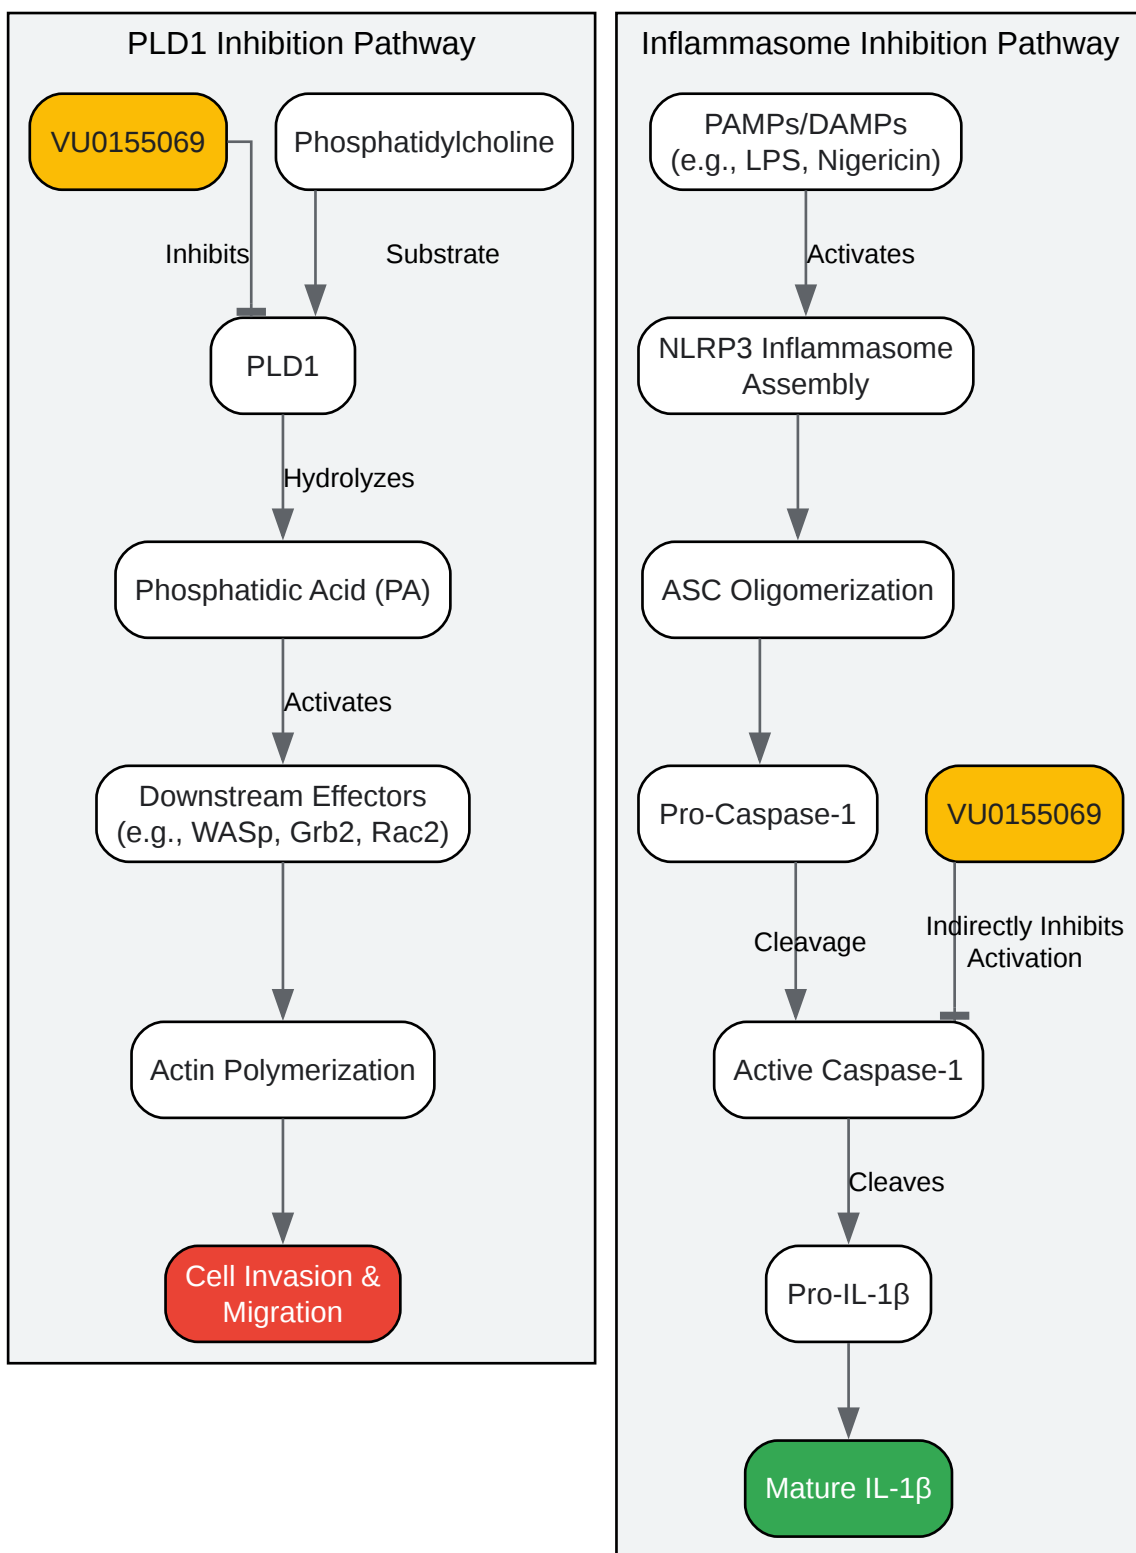 PLD1 Inhibition Pathway
VU0155069
Phosphatidylcholine
Inhibits
Substrate
PLD1
Hydrolyzes
Phosphatidic Acid (PA)
Activates
Downstream Effectors
(e.g., WASp, Grb2, Rac2)
Actin Polymerization
Cell Invasion &
Migration
Inflammasome Inhibition Pathway
PAMPs/DAMPs
(e.g., LPS, Nigericin)
Activates
NLRP3 Inflammasome
Assembly
ASC Oligomerization
Pro-Caspase-1
VU0155069
Cleavage
Indirectly Inhibits
Activation
Active Caspase-1
Cleaves
Pro-IL-1β
Mature IL-1β